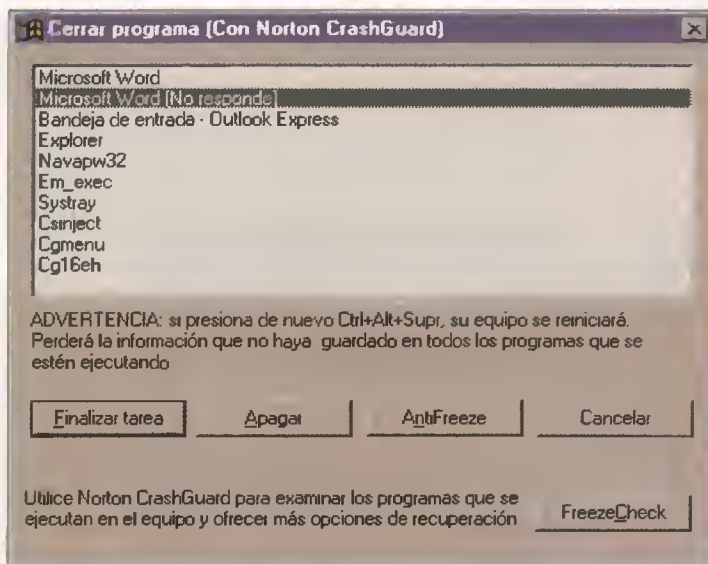 Cerrar programa (Con Norton CrashGuard)
Microsoft Word
Microsoft Word [No responde]
Bandeja de entrada - Outlook Express
Explorer
Navapw32
Em_exec
Systray
Csinject
Cgmenu
Cg16eh
ADVERTENCIA: si presiona de nuevo Ctrl+Alt+Supr, su equipo se reiniciará.
Perderá la información que no haya guardado en todos los programas que se
estén ejecutando
Finalizar tarea
Apagar
AntiFreeze
Cancelar
Utilice Norton CrashGuard para examinar los programas que se
ejecutan en el equipo y ofrecer más opciones de recuperación
FreezeCheck